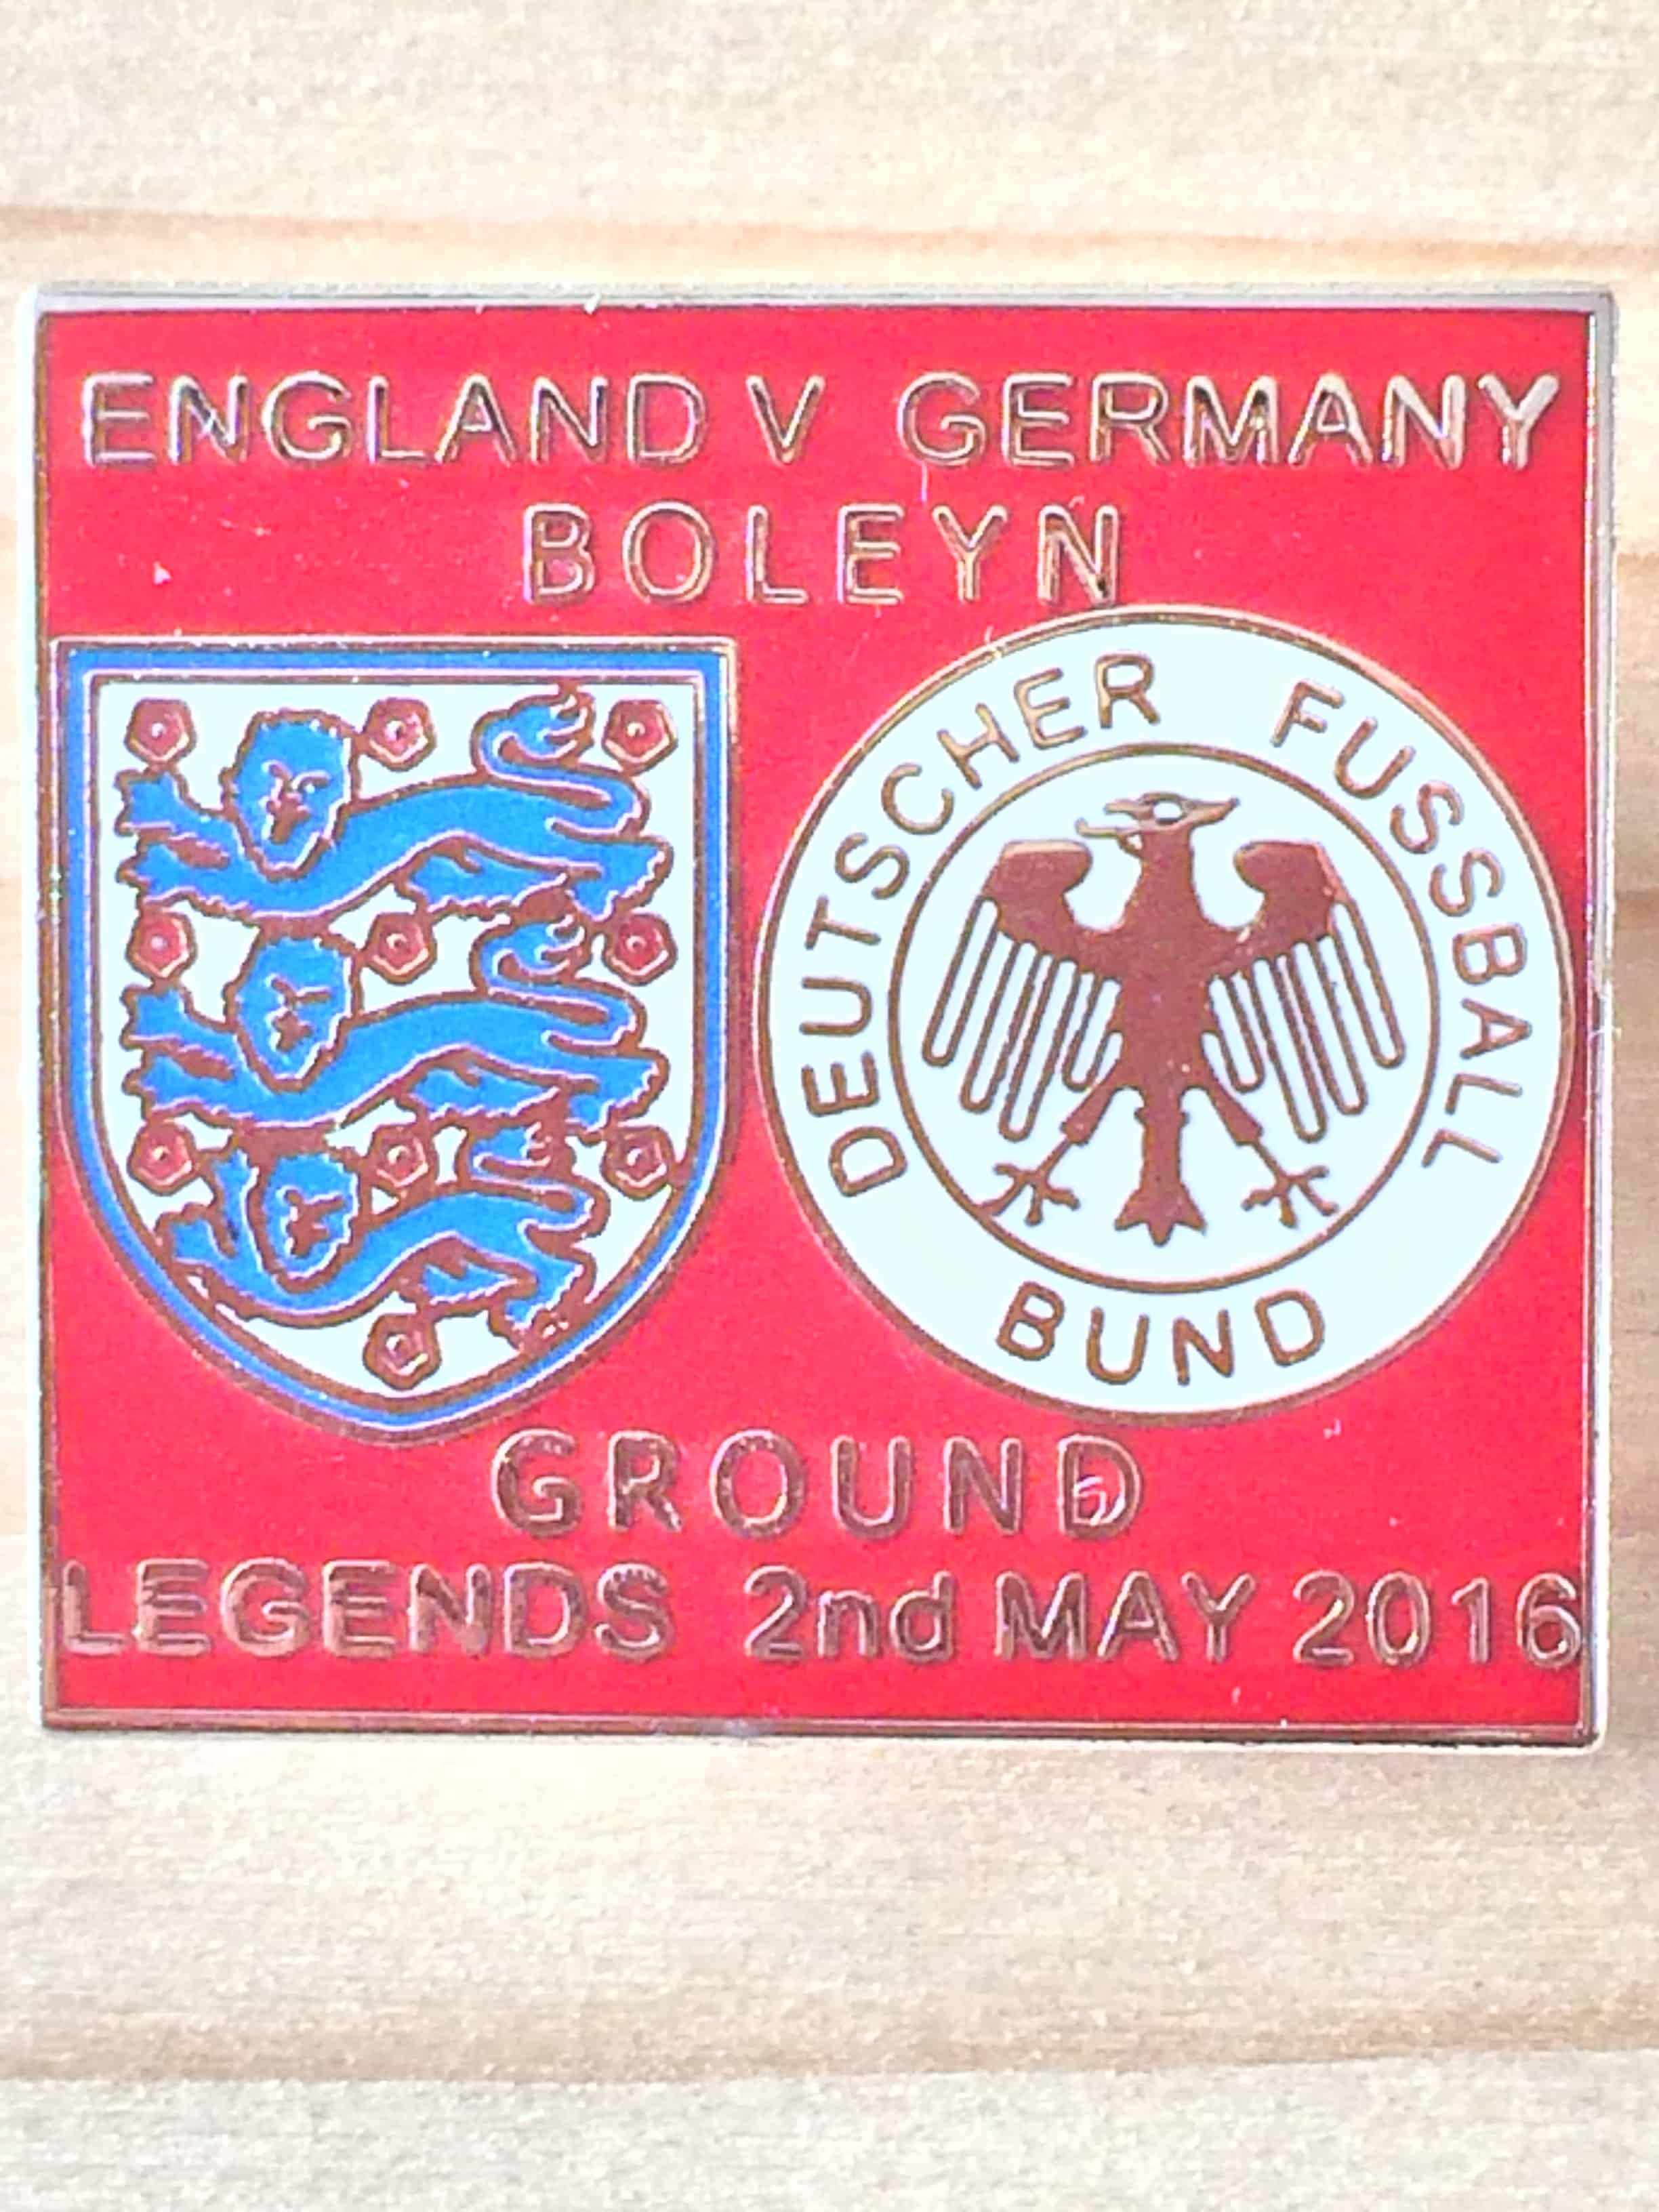 ENGLAND V GERMANY
BOLEYN
DEUTSCHER FUSSBALL
BUND
GROUND
LEGENDS 2nd MAY 2016